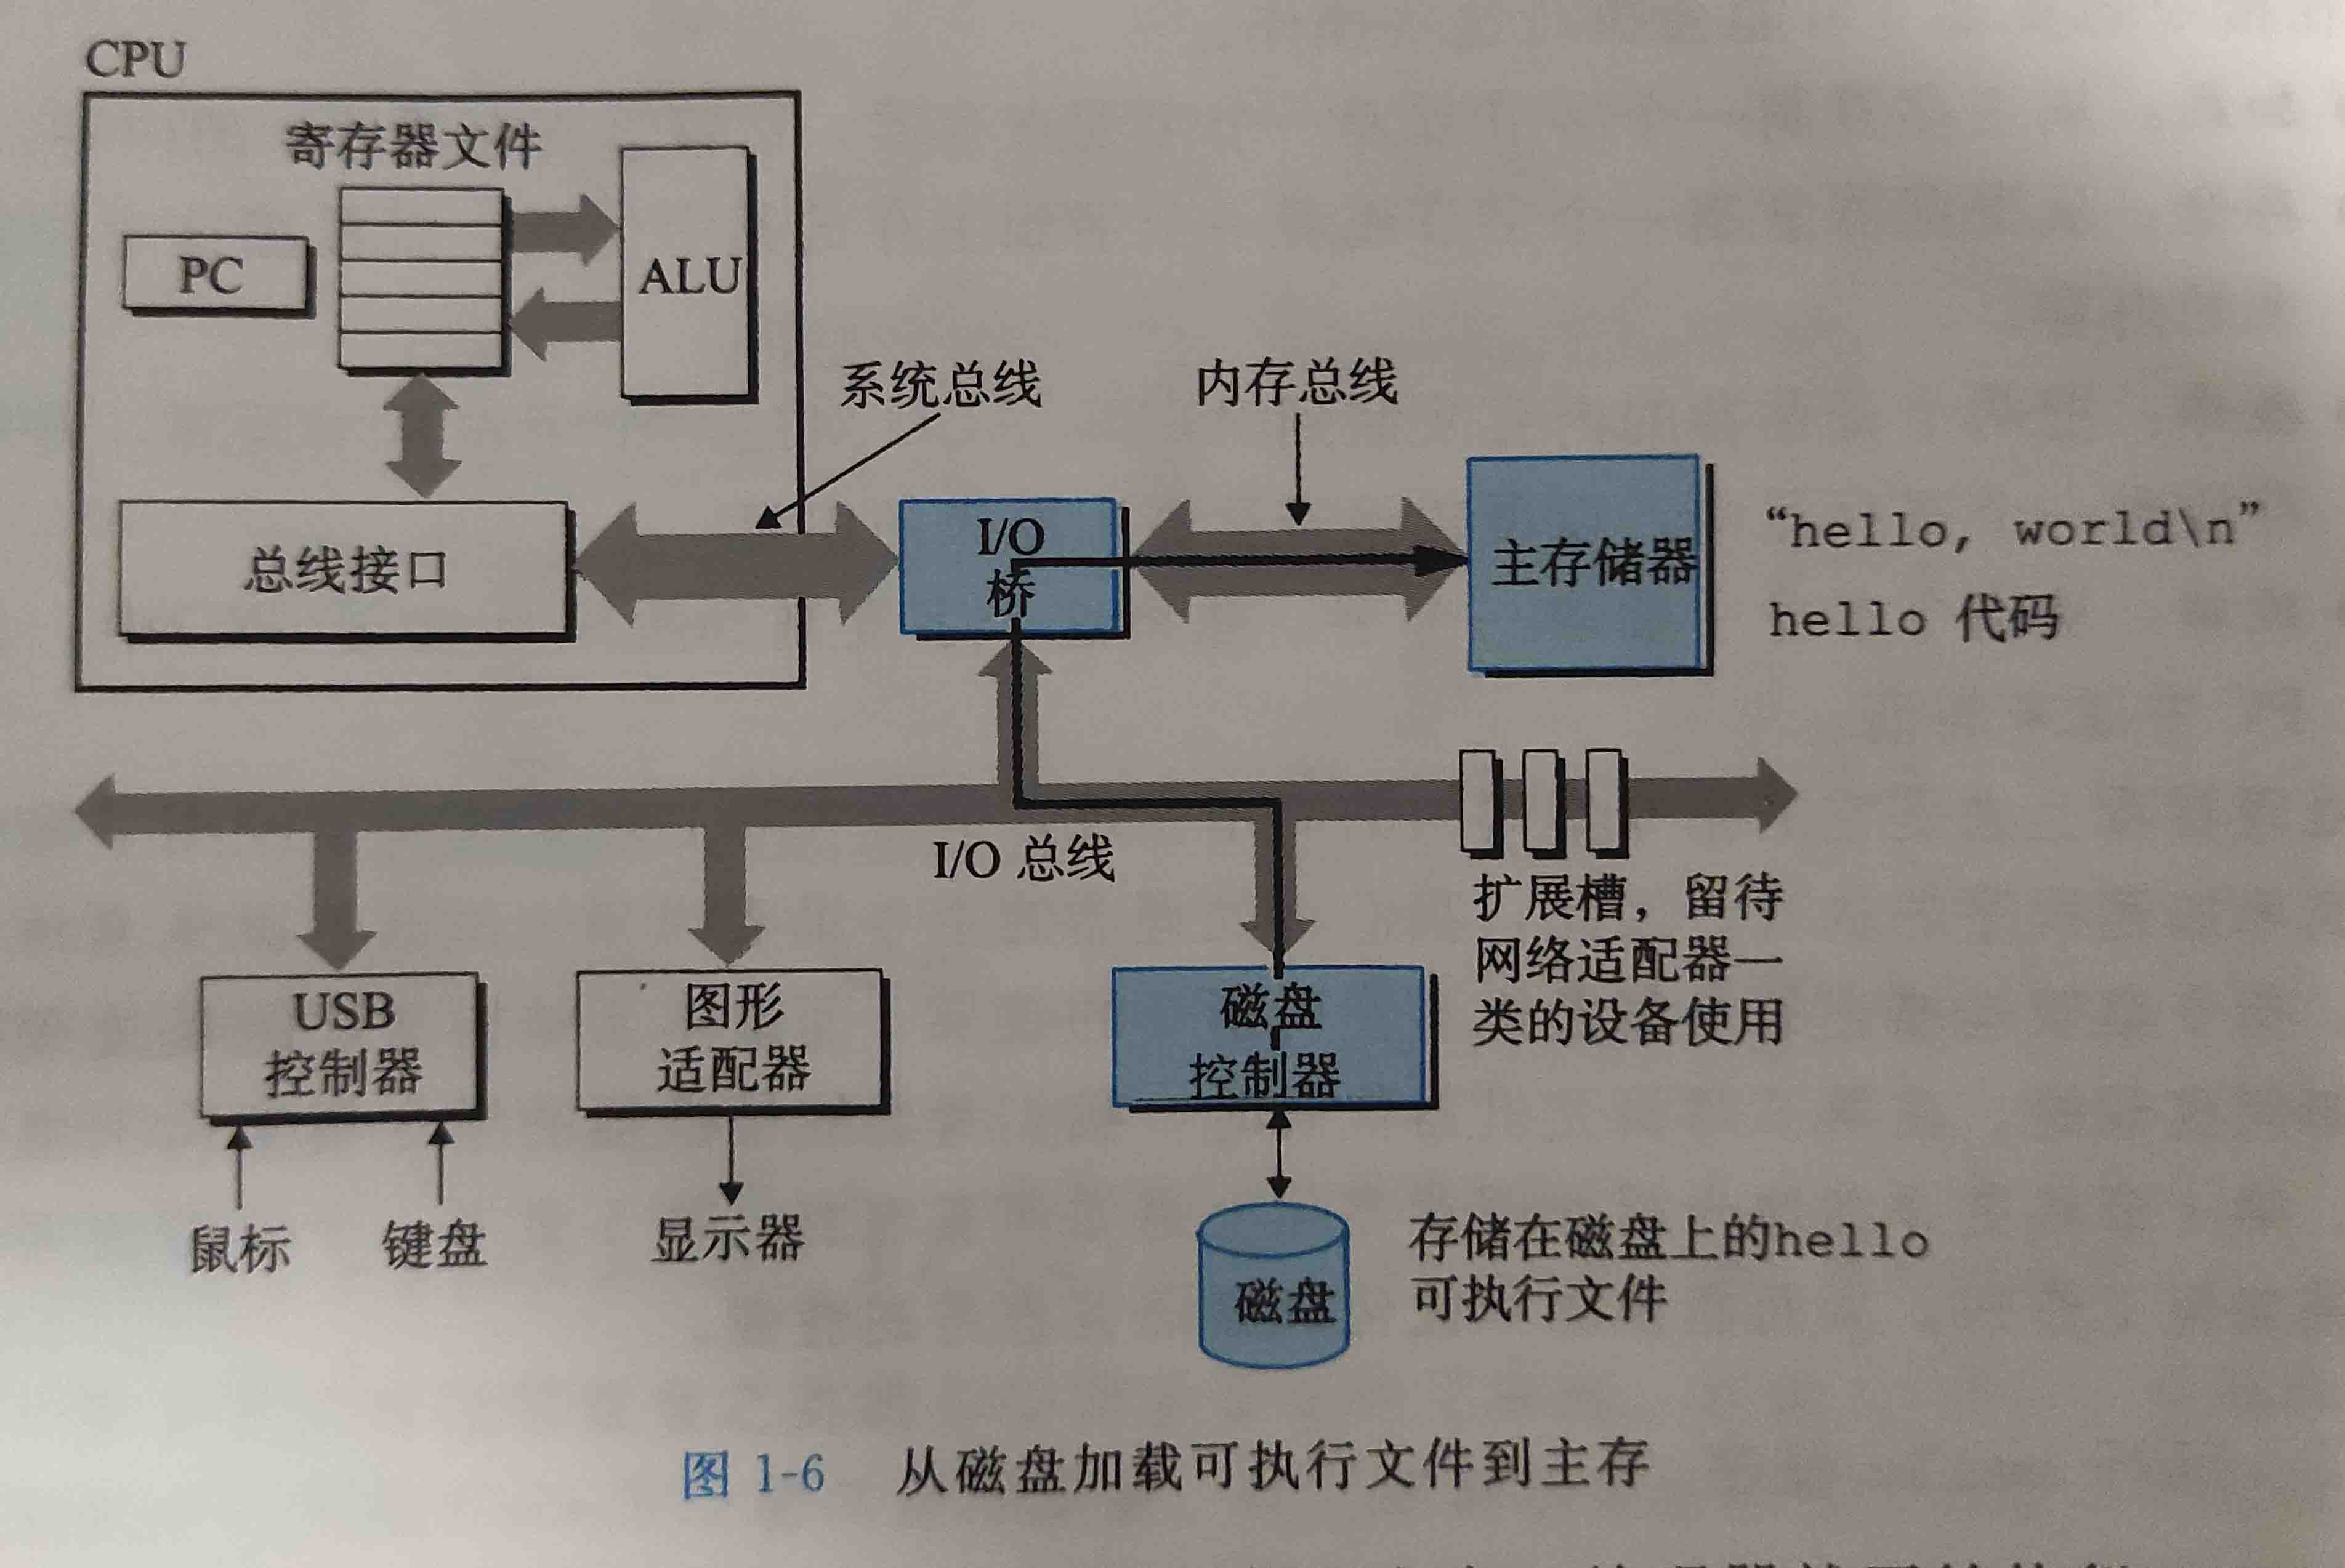 CPU
寄存器文件
PC
ALU
系统总线
内存总线
总线接口
I/O
桥
主存储器
“hello, world\n”
hello 代码
I/O 总线
扩展槽，留待
网络适配器一
类的设备使用
USB
控制器
图形
适配器
磁盘
控制器
鼠标
键盘
显示器
磁盘
存储在磁盘上的hello
可执行文件
图 1-6 从磁盘加载可执行文件到主存